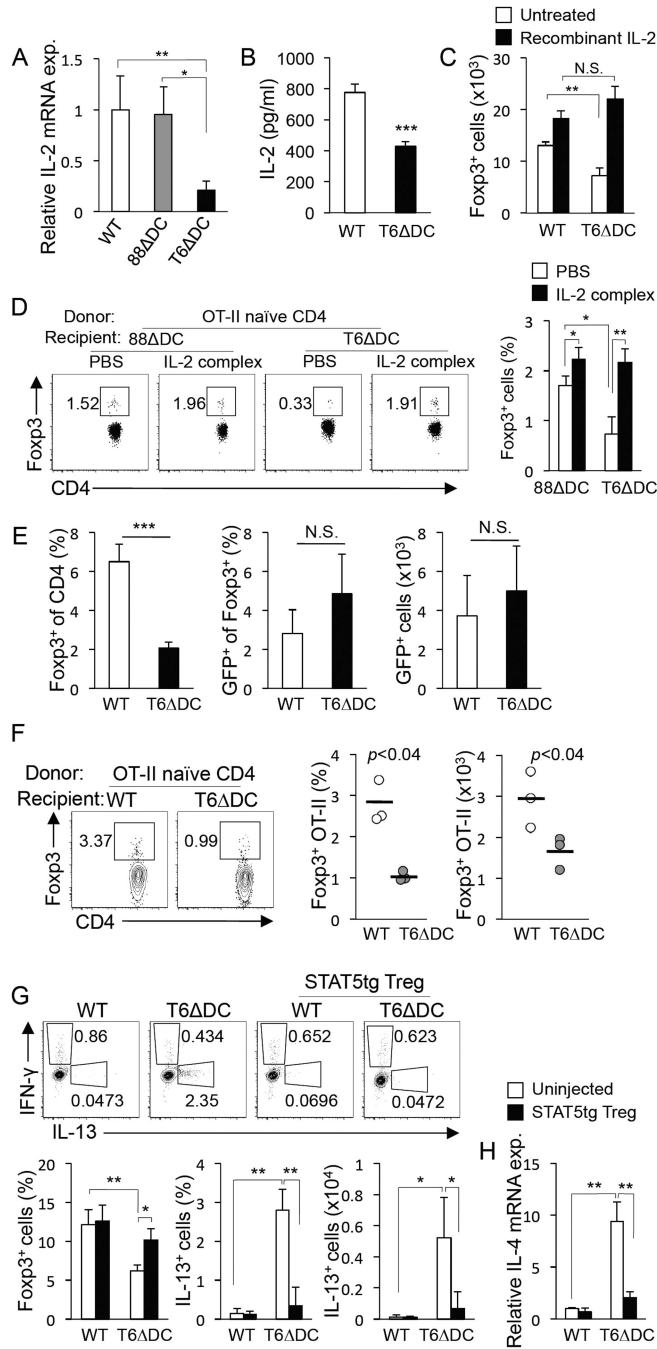 Untreated
Recombinant IL-2
A
Relative IL-2 mRNA exp.
1.5
1
0.5
0
**
*
WT
88ΔDC
T6ΔDC
B
IL-2
(pg/ml)
1000
800
600
400
200
0
***
WT
T6ΔDC
C
Foxp3⁺ cells (x10³)
30
20
10
0
N.S.
**
WT
T6ΔDC
D
Donor:
OT-II naïve CD4
Recipient:
88ΔDC
T6ΔDC
PBS
IL-2 complex
PBS
IL-2 complex
1.52
1.96
0.33
1.91
Foxp3
CD4
PBS
IL-2 complex
Foxp3⁺ cells (%)
3
2
1
0
*
*
**
88ΔDC
T6ΔDC
E
Foxp3⁺ of CD4 (%)
8
6
4
2
0
***
WT
T6ΔDC
GFP⁺ of Foxp3⁺ (%)
8
6
4
2
0
N.S.
WT
T6ΔDC
GFP⁺ cells (x10³)
8
6
4
2
0
N.S.
WT
T6ΔDC
F
Donor:
OT-II naïve CD4
Recipient:
WT
T6ΔDC
3.37
0.99
Foxp3
CD4
Foxp3⁺ OT-II (%)
4
3
2
1
0
p<0.04
WT
T6ΔDC
Foxp3⁺ OT-II (x10³)
4
3
2
1
0
p<0.04
WT
T6ΔDC
G
STAT5tg Treg
WT
T6ΔDC
WT
T6ΔDC
0.86
0.434
0.652
0.623
0.0473
2.35
0.0696
0.0472
IFN-γ
IL-13
Uninjected
STAT5tg Treg
Foxp3⁺ cells (%)
20
15
10
5
0
**
*
WT
T6ΔDC
IL-13⁺ cells (%)
4
3
2
1
0
**
**
WT
T6ΔDC
IL-13⁺ cells (x10⁴)
1
0.8
0.6
0.4
0.2
0
*
*
WT
T6ΔDC
H
Relative IL-4 mRNA exp.
15
10
5
0
**
**
WT
T6ΔDC